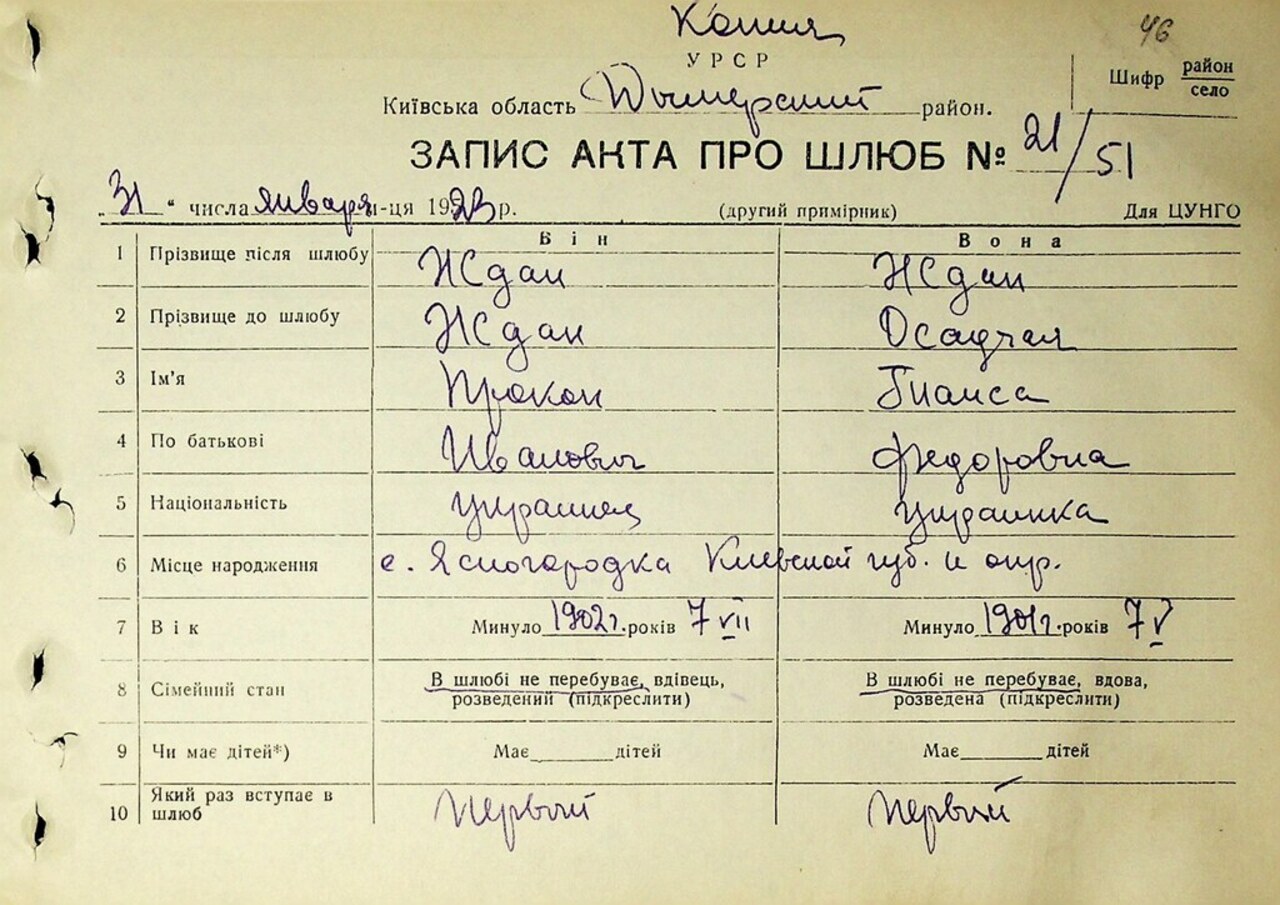 Копия
46
УРСР
Шифр район
село
Київська область Дымерский район.
ЗАПИС АКТА ПРО ШЛЮБ № 21/51
„31“ числа января м-ця 1923 р. (другий примірник) Для ЦУНГО
Він Вона
1 Прізвище після шлюбу Ждан Ждан
2 Прізвище до шлюбу Ждан Осадчая
3 Ім'я Прокоп
4 По батькові Иванович Федоровна
5 Національність украинец украинка
6 Місце народження с. Ясногородка Киевской губ. и окр.
7 Вік Минуло 1902г. років 7 VII Минуло 1901г. років 7 V
8 Сімейний стан В шлюбі не перебуває, вдівець, В шлюбі не перебуває, вдова,
розведений (підкреслити) розведена (підкреслити)
9 Чи має дітей*) Має дітей Має дітей
10 Який раз вступає в шлюб Первый Первый